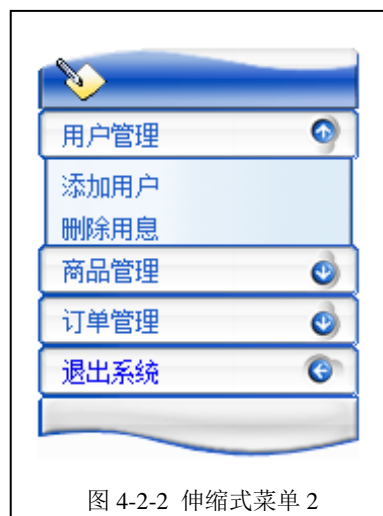 用户管理
添加用户
删除用息
商品管理
订单管理
退出系统
图 4-2-2 伸缩式菜单 2